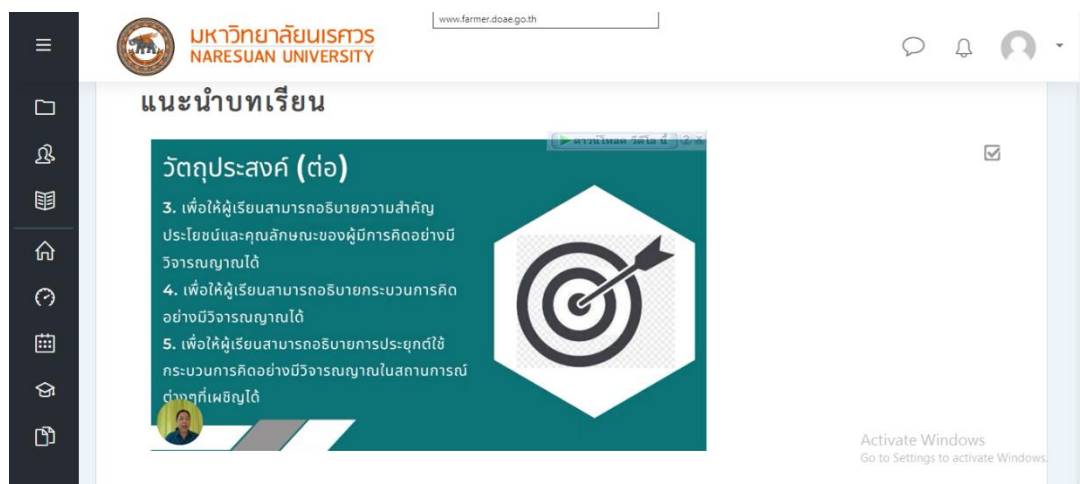 www.farmer.doae.go.th
มหาวิทยาลัยนเรศวร
NARESUAN UNIVERSITY
แนะนำบทเรียน
ดาวน์โหลด วีดีโอ นี้ ? X
วัตถุประสงค์ (ต่อ)
3. เพื่อให้ผู้เรียนสามารถอธิบายความสำคัญ
ประโยชน์และคุณลักษณะของผู้มีการคิดอย่างมี
วิจารณญาณได้
4. เพื่อให้ผู้เรียนสามารถอธิบายกระบวนการคิด
อย่างมีวิจารณญาณได้
5. เพื่อให้ผู้เรียนสามารถอธิบายการประยุกต์ใช้
กระบวนการคิดอย่างมีวิจารณญาณในสถานการณ์
ต่างๆที่เผชิญได้
Activate Windows
Go to Settings to activate Windows.